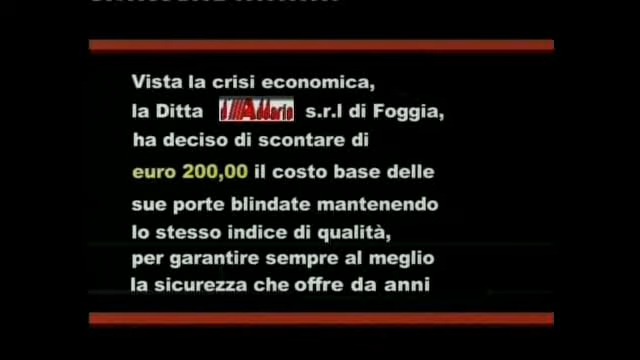 Vista la crisi economica,
la Ditta d'Addario s.r.l di Foggia,
ha deciso di scontare di
euro 200,00 il costo base delle
sue porte blindate mantenendo
lo stesso indice di qualità,
per garantire sempre al meglio
la sicurezza che offre da anni